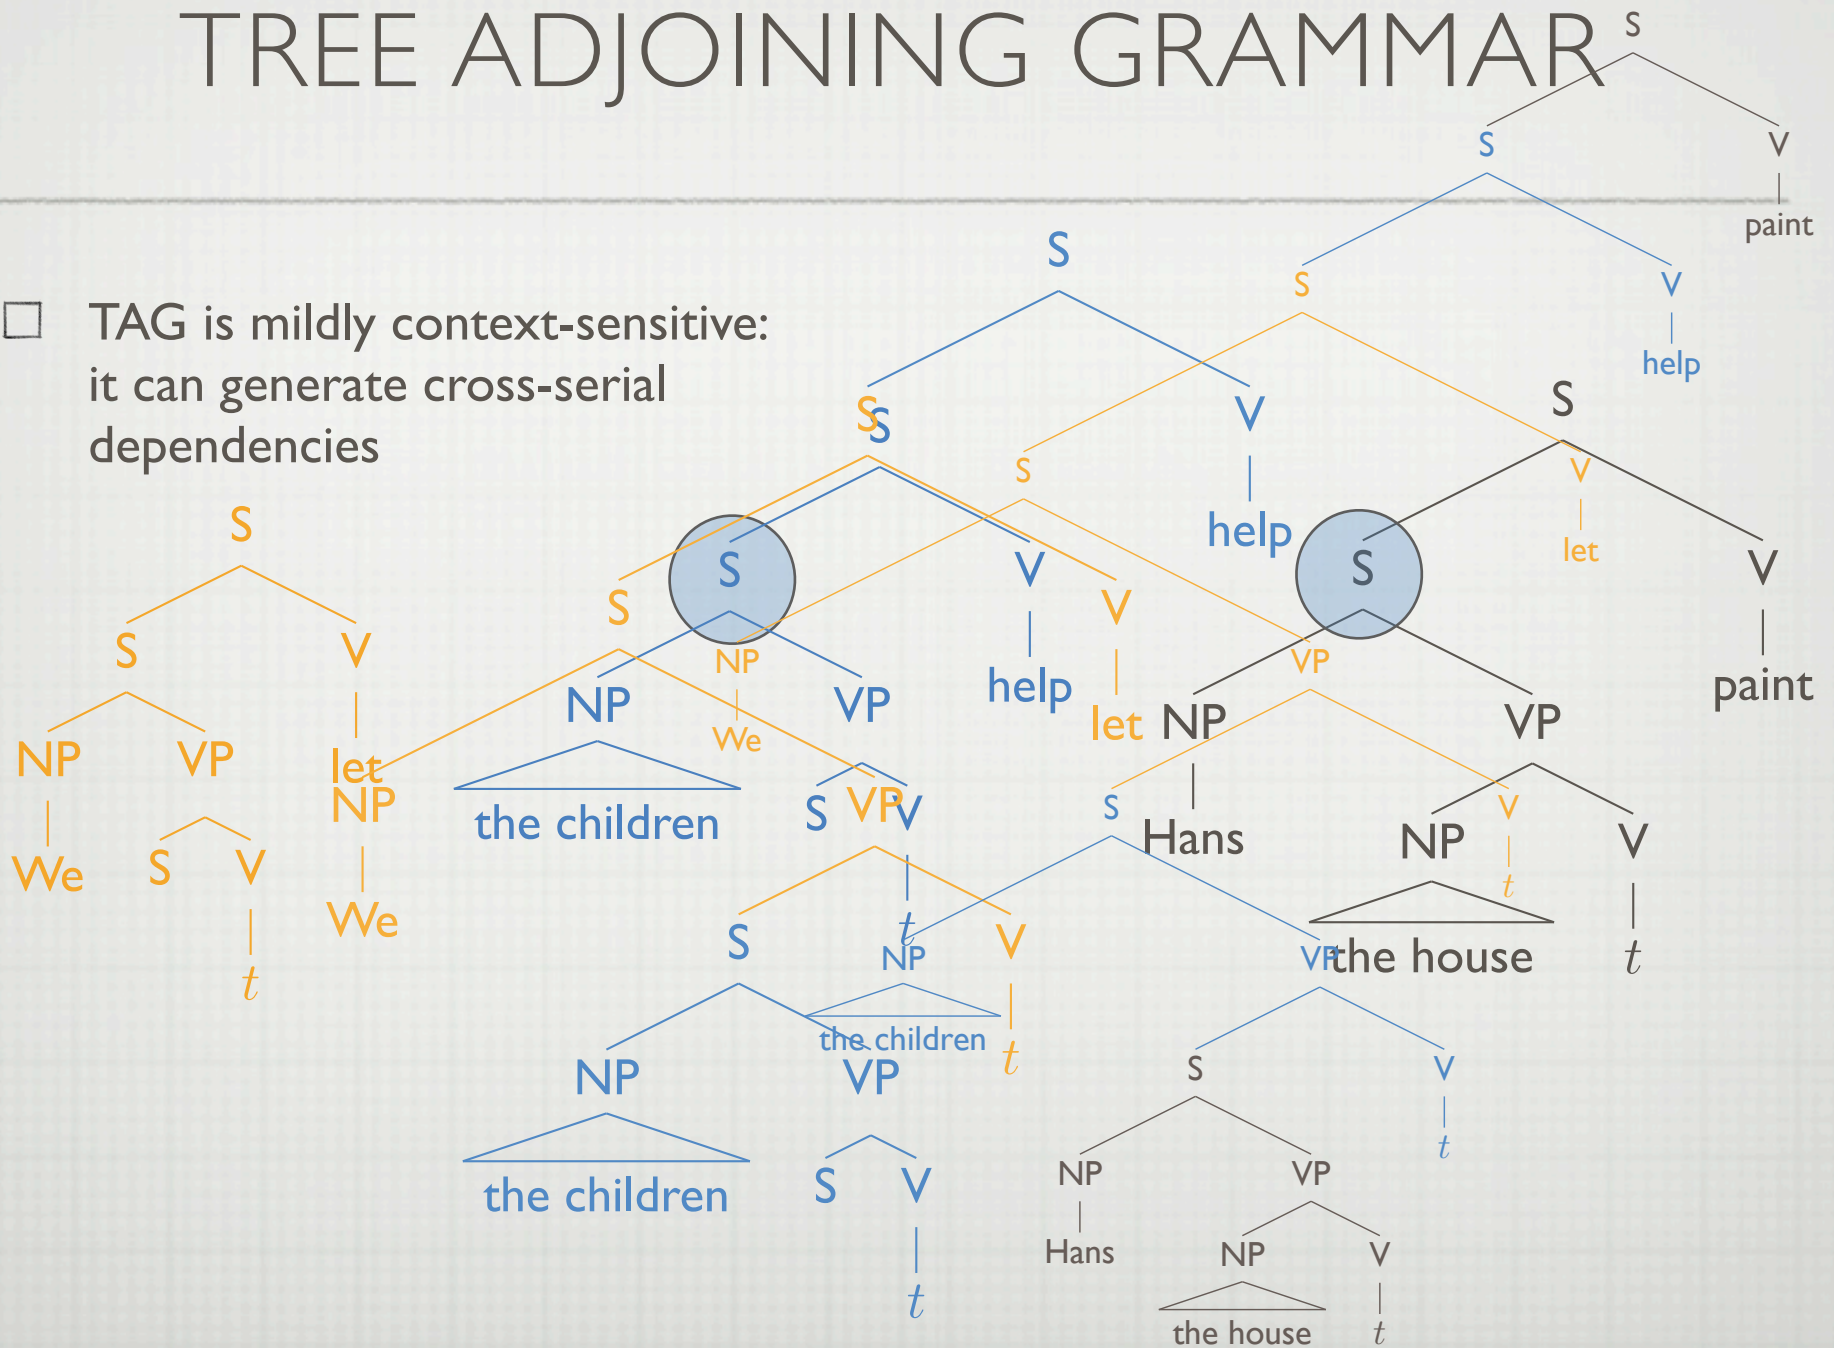 TREE ADJOINING GRAMMAR
TAG is mildly context-sensitive:
it can generate cross-serial
dependencies
S
S V
NP VP let
We S V
t
S
S V
NP VP help
the children S V
t
S
S V
NP VP paint
Hans NP V
the house t
S
S V
S V help
NP VP let
We S V
NP VP t
the children S V
t
S
S V
S V paint
S V help
NP VP let
We S V
NP VP t
the children S V
NP VP t
Hans NP V
the house t